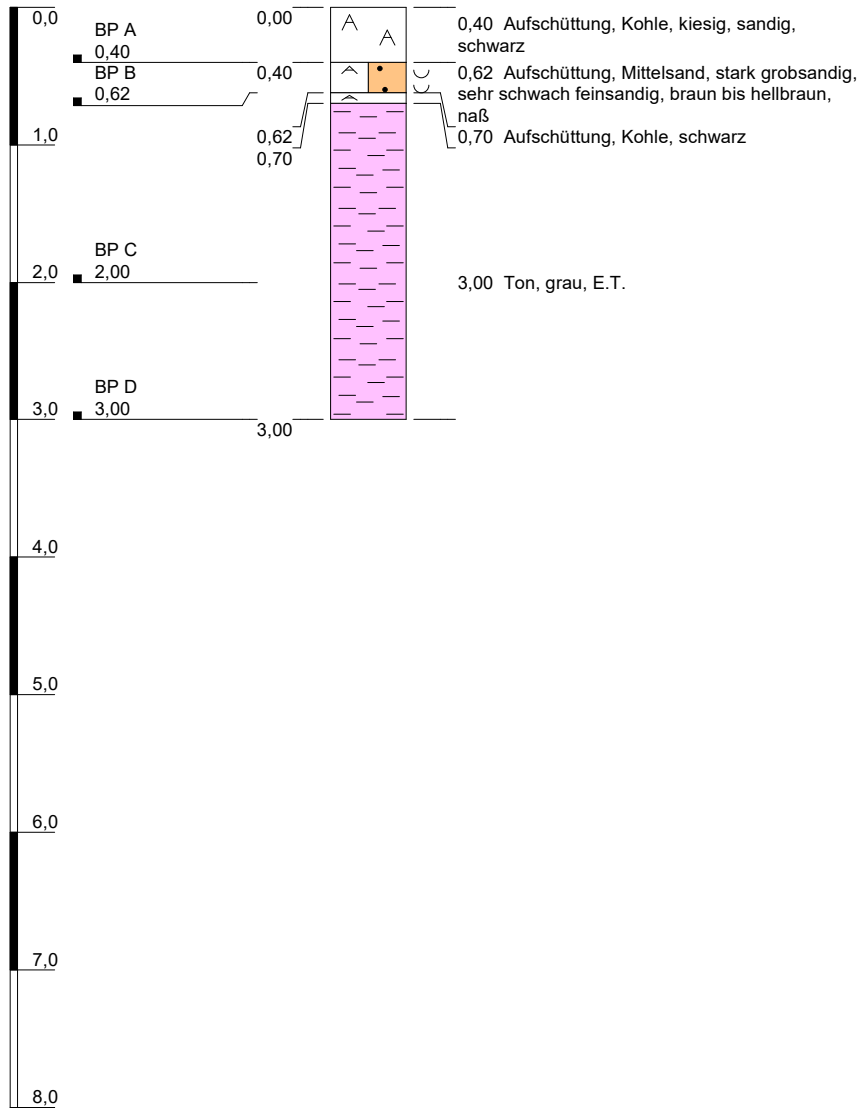 0,0
BP A
0,40
BP B
0,62
1,0
BP C
2,00
2,0
BP D
3,00
3,0
4,0
5,0
6,0
7,0
8,0
0,00
0,40
0,62
0,70
3,00
0,40 Aufschüttung, Kohle, kiesig, sandig,
schwarz
0,62 Aufschüttung, Mittelsand, stark grobsandig,
sehr schwach feinsandig, braun bis hellbraun,
naß
0,70 Aufschüttung, Kohle, schwarz
3,00 Ton, grau, E.T.